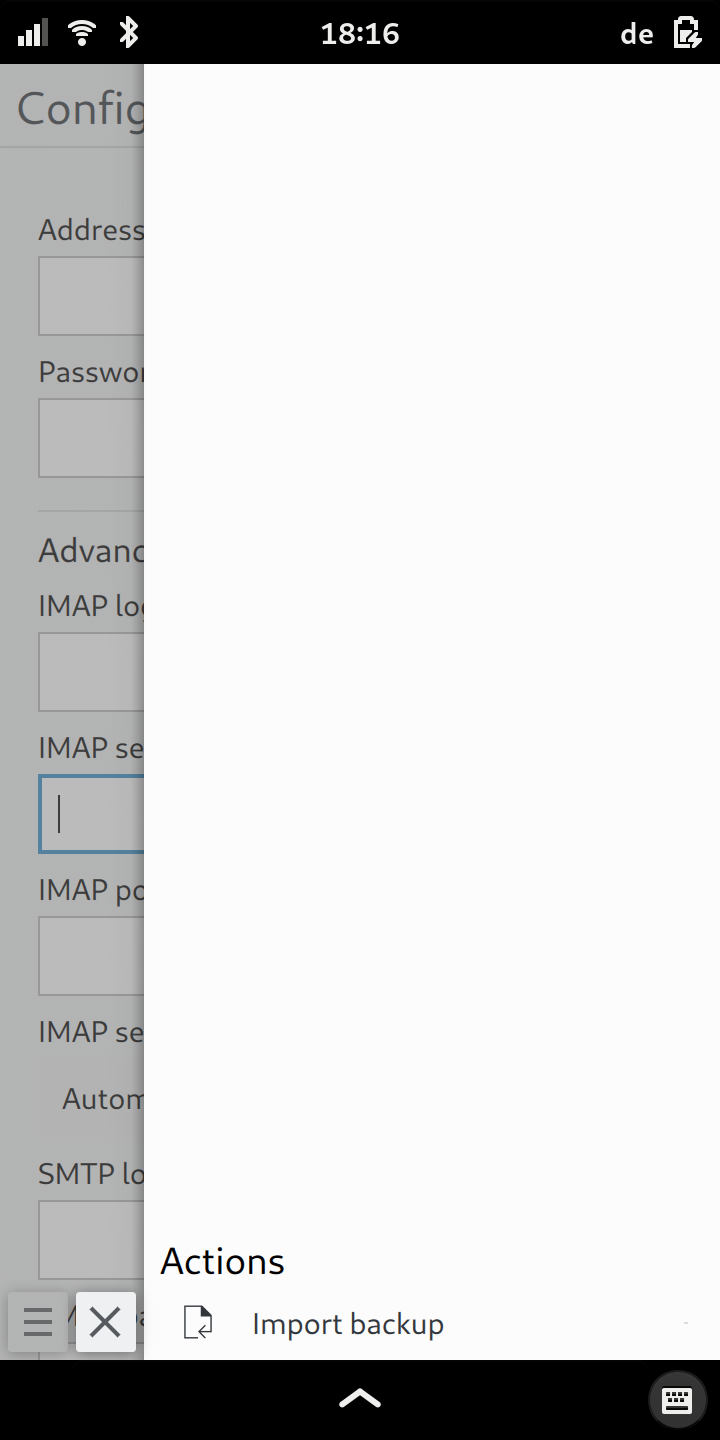 18:16
de
Config
Address
Passwor
Advanc
IMAP log
IMAP se
IMAP po
IMAP se
Autom
SMTP lo
Actions
Import backup